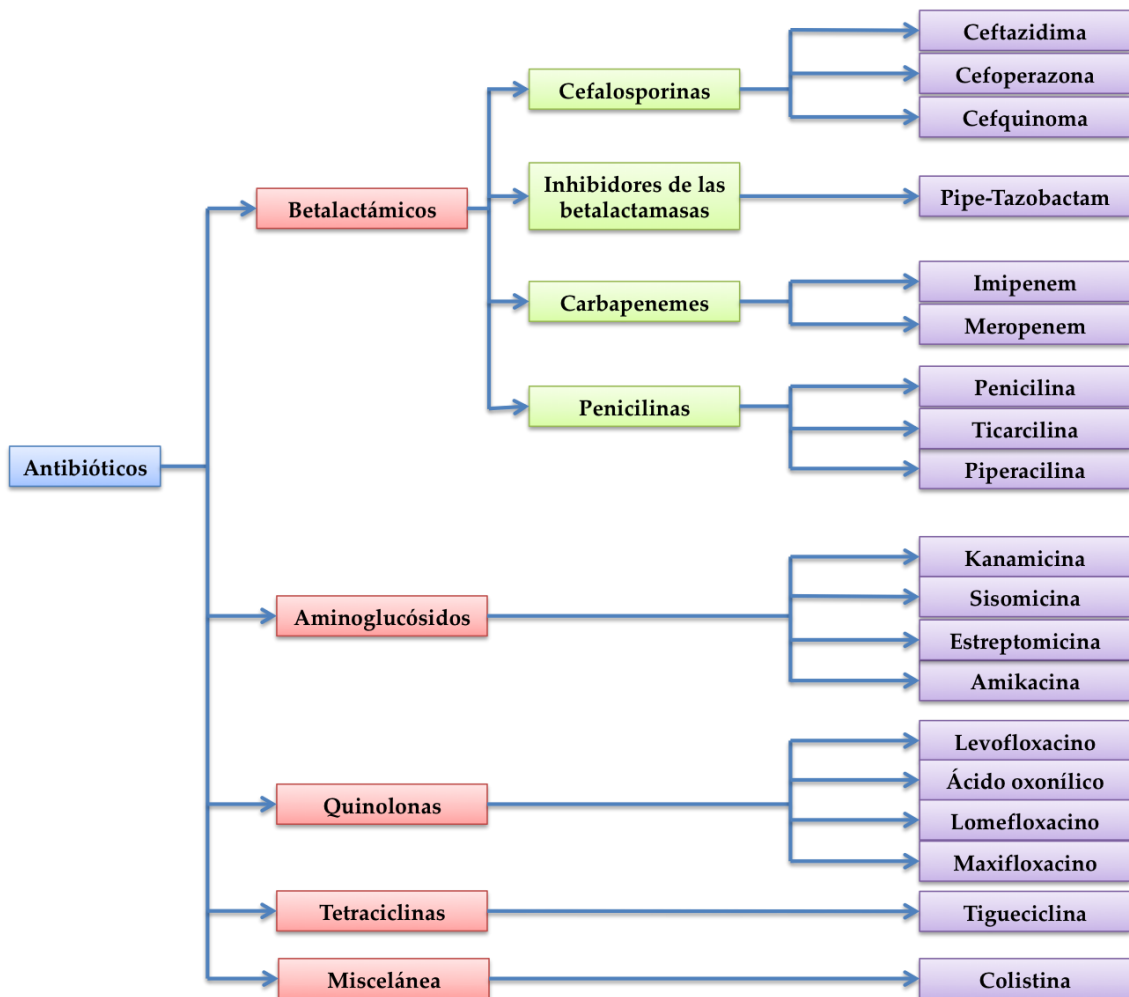 Antibióticos
Betalactámicos
Cefalosporinas
Ceftazidima
Cefoperazona
Cefquinoma
Inhibidores de las
betalactamasas
Pipe-Tazobactam
Carbapenemes
Imipenem
Meropenem
Penicilinas
Penicilina
Ticarcilina
Piperacilina
Aminoglucósidos
Kanamicina
Sisomicina
Estreptomicina
Amikacina
Quinolonas
Levofloxacino
Ácido oxonílico
Lomefloxacino
Maxifloxacino
Tetraciclinas
Tigueciclina
Miscelánea
Colistina